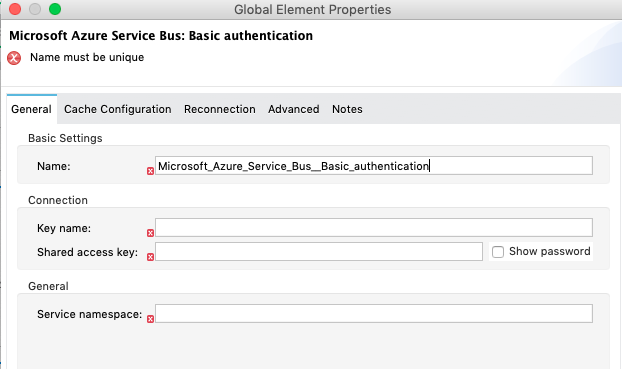 Global Element Properties
Microsoft Azure Service Bus: Basic authentication
Name must be unique
General Cache Configuration Reconnection Advanced Notes
Basic Settings
Name: Microsoft_Azure_Service_Bus__Basic_authentication
Connection
Key name:
Shared access key: Show password
General
Service namespace: